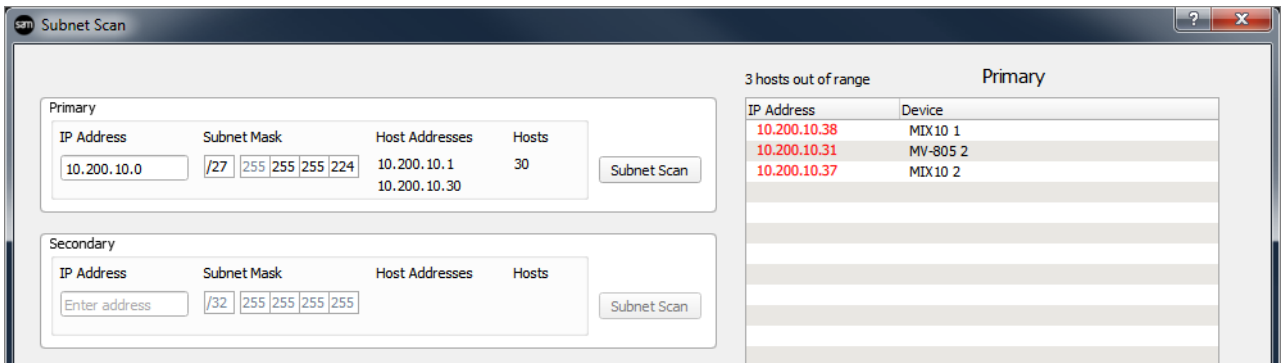 sam Subnet Scan
? X
3 hosts out of range Primary
Primary
IP Address Subnet Mask Host Addresses Hosts
10.200.10.0 /27 255 255 255 224 10.200.10.1 30 Subnet Scan
10.200.10.30
Secondary
IP Address Subnet Mask Host Addresses Hosts
Enter address /32 255 255 255 255 Subnet Scan
IP Address Device
10.200.10.38 MIX10 1
10.200.10.31 MV-805 2
10.200.10.37 MIX10 2